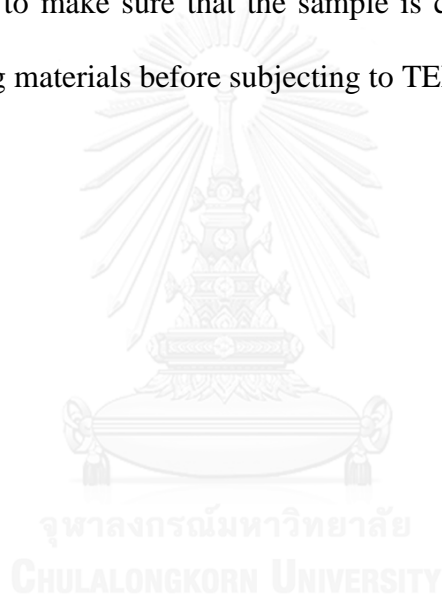 to make sure that the sample is
materials before subjecting to
จุฬาลงกรณ์มหาวิทยาลัย
CHULALONGKORN UNIVERSITY